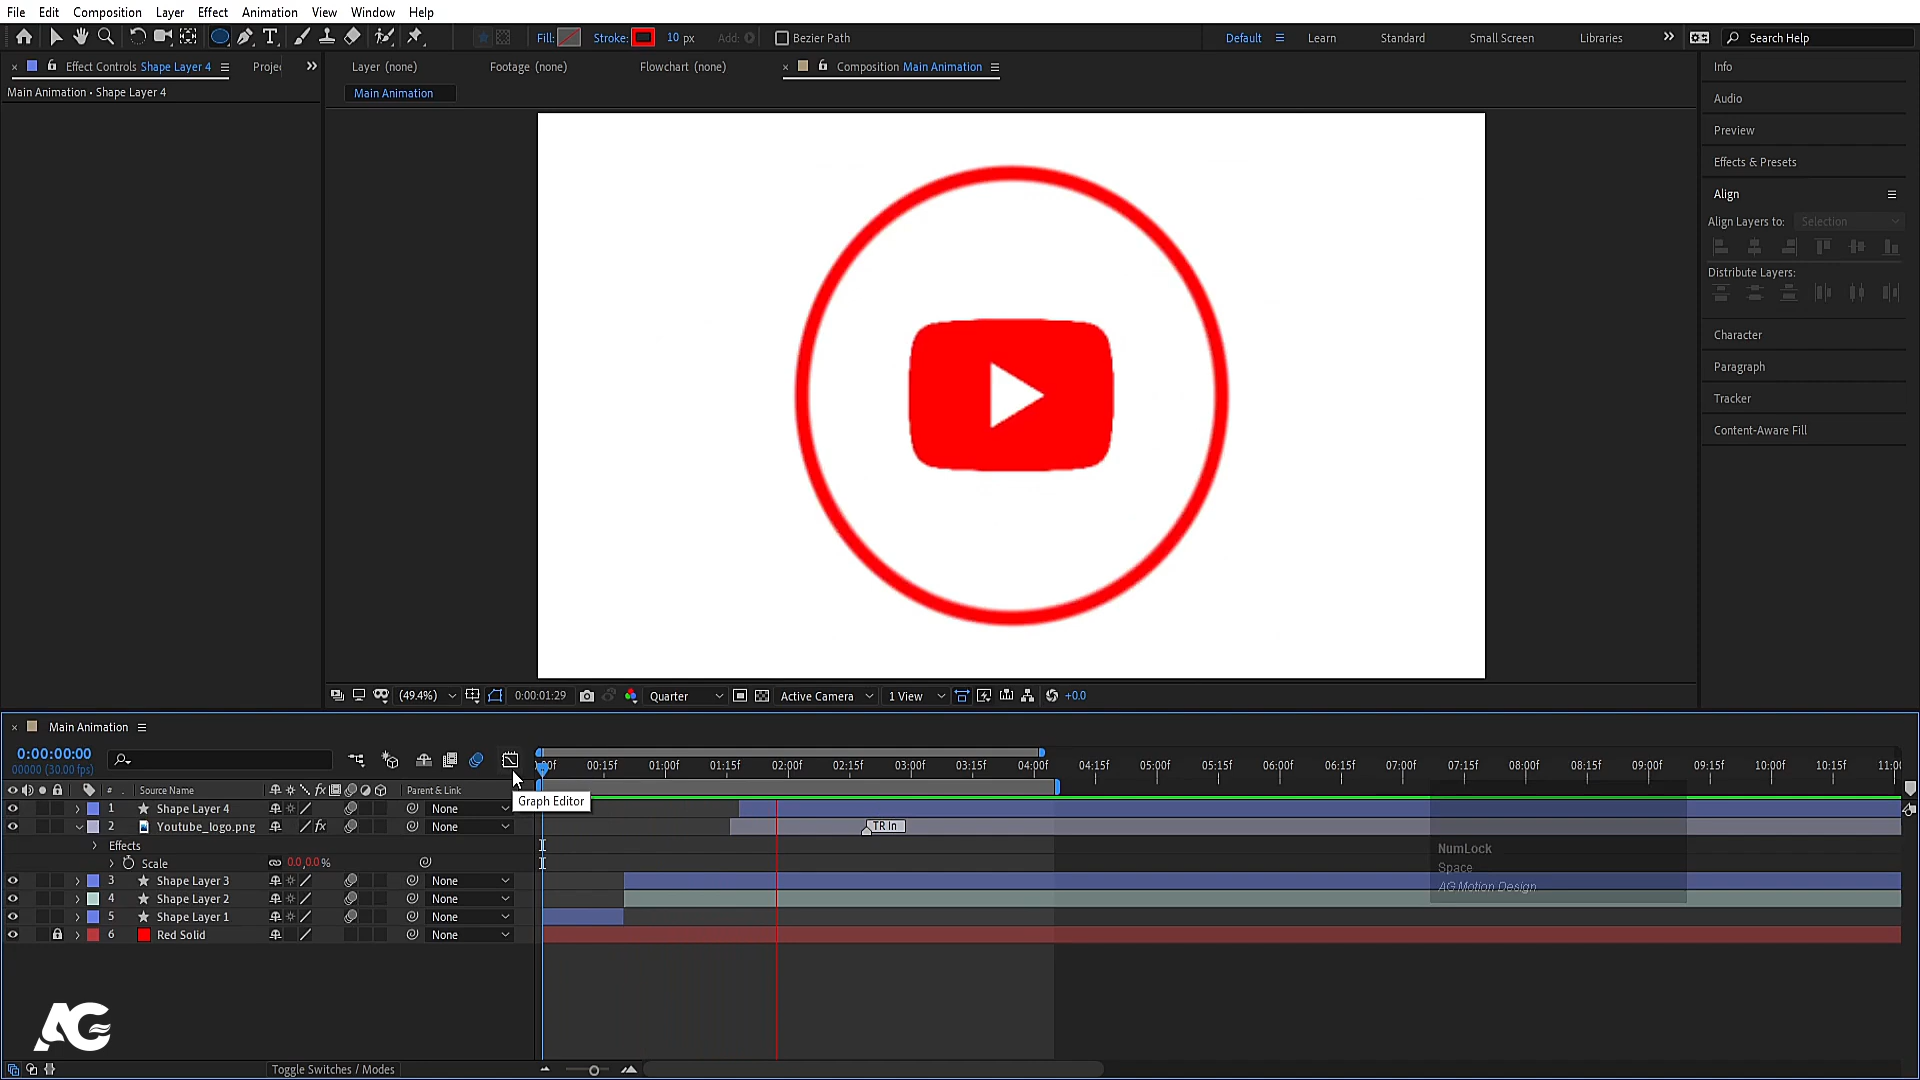 File Edit Composition Layer Effect Animation View Window Help
Fill: Stroke: 10 px Add: Bezier Path Default Learn Standard Small Screen Libraries Search Help
Effect Controls Shape Layer 4 Projec Layer (none) Footage (none) Flowchart (none) Composition Main Animation
Main Animation • Shape Layer 4
Main Animation
Info
Audio
Preview
Effects & Presets
Align
Align Layers to: Selection
Distribute Layers:
Character
Paragraph
Tracker
Content-Aware Fill
(49.4%) 0:00:01:29 Quarter Active Camera 1 View +0.0
Main Animation
0:00:00:00
00000 (30.00 fps)
00f 00:15f 01:00f 01:15f 02:00f 02:15f 03:00f 03:15f 04:00f 04:15f 05:00f 05:15f 06:00f 06:15f 07:00f 07:15f 08:00f 08:15f 09:00f 09:15f 10:00f 10:15f 11:00
# . Source Name fx Parent & Link
Graph Editor
1 Shape Layer 4 None
2 Youtube_logo.png fx None TR In
Effects
Scale 0.0,0.0%
3 Shape Layer 3 None
4 Shape Layer 2 None
5 Shape Layer 1 None
6 Red Solid None
NumLock
Space
AG Motion Design
AG
Toggle Switches / Modes